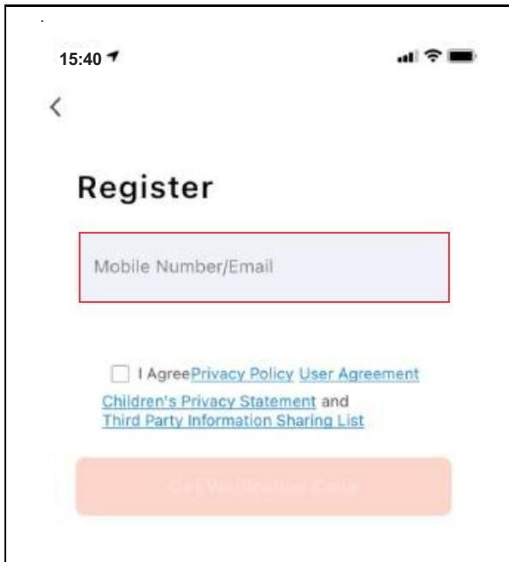 15:40
Register
Mobile Number/Email
I AgreePrivacy Policy User Agreement
Children's Privacy Statement and
Third Party Information Sharing List
Get Verification Code